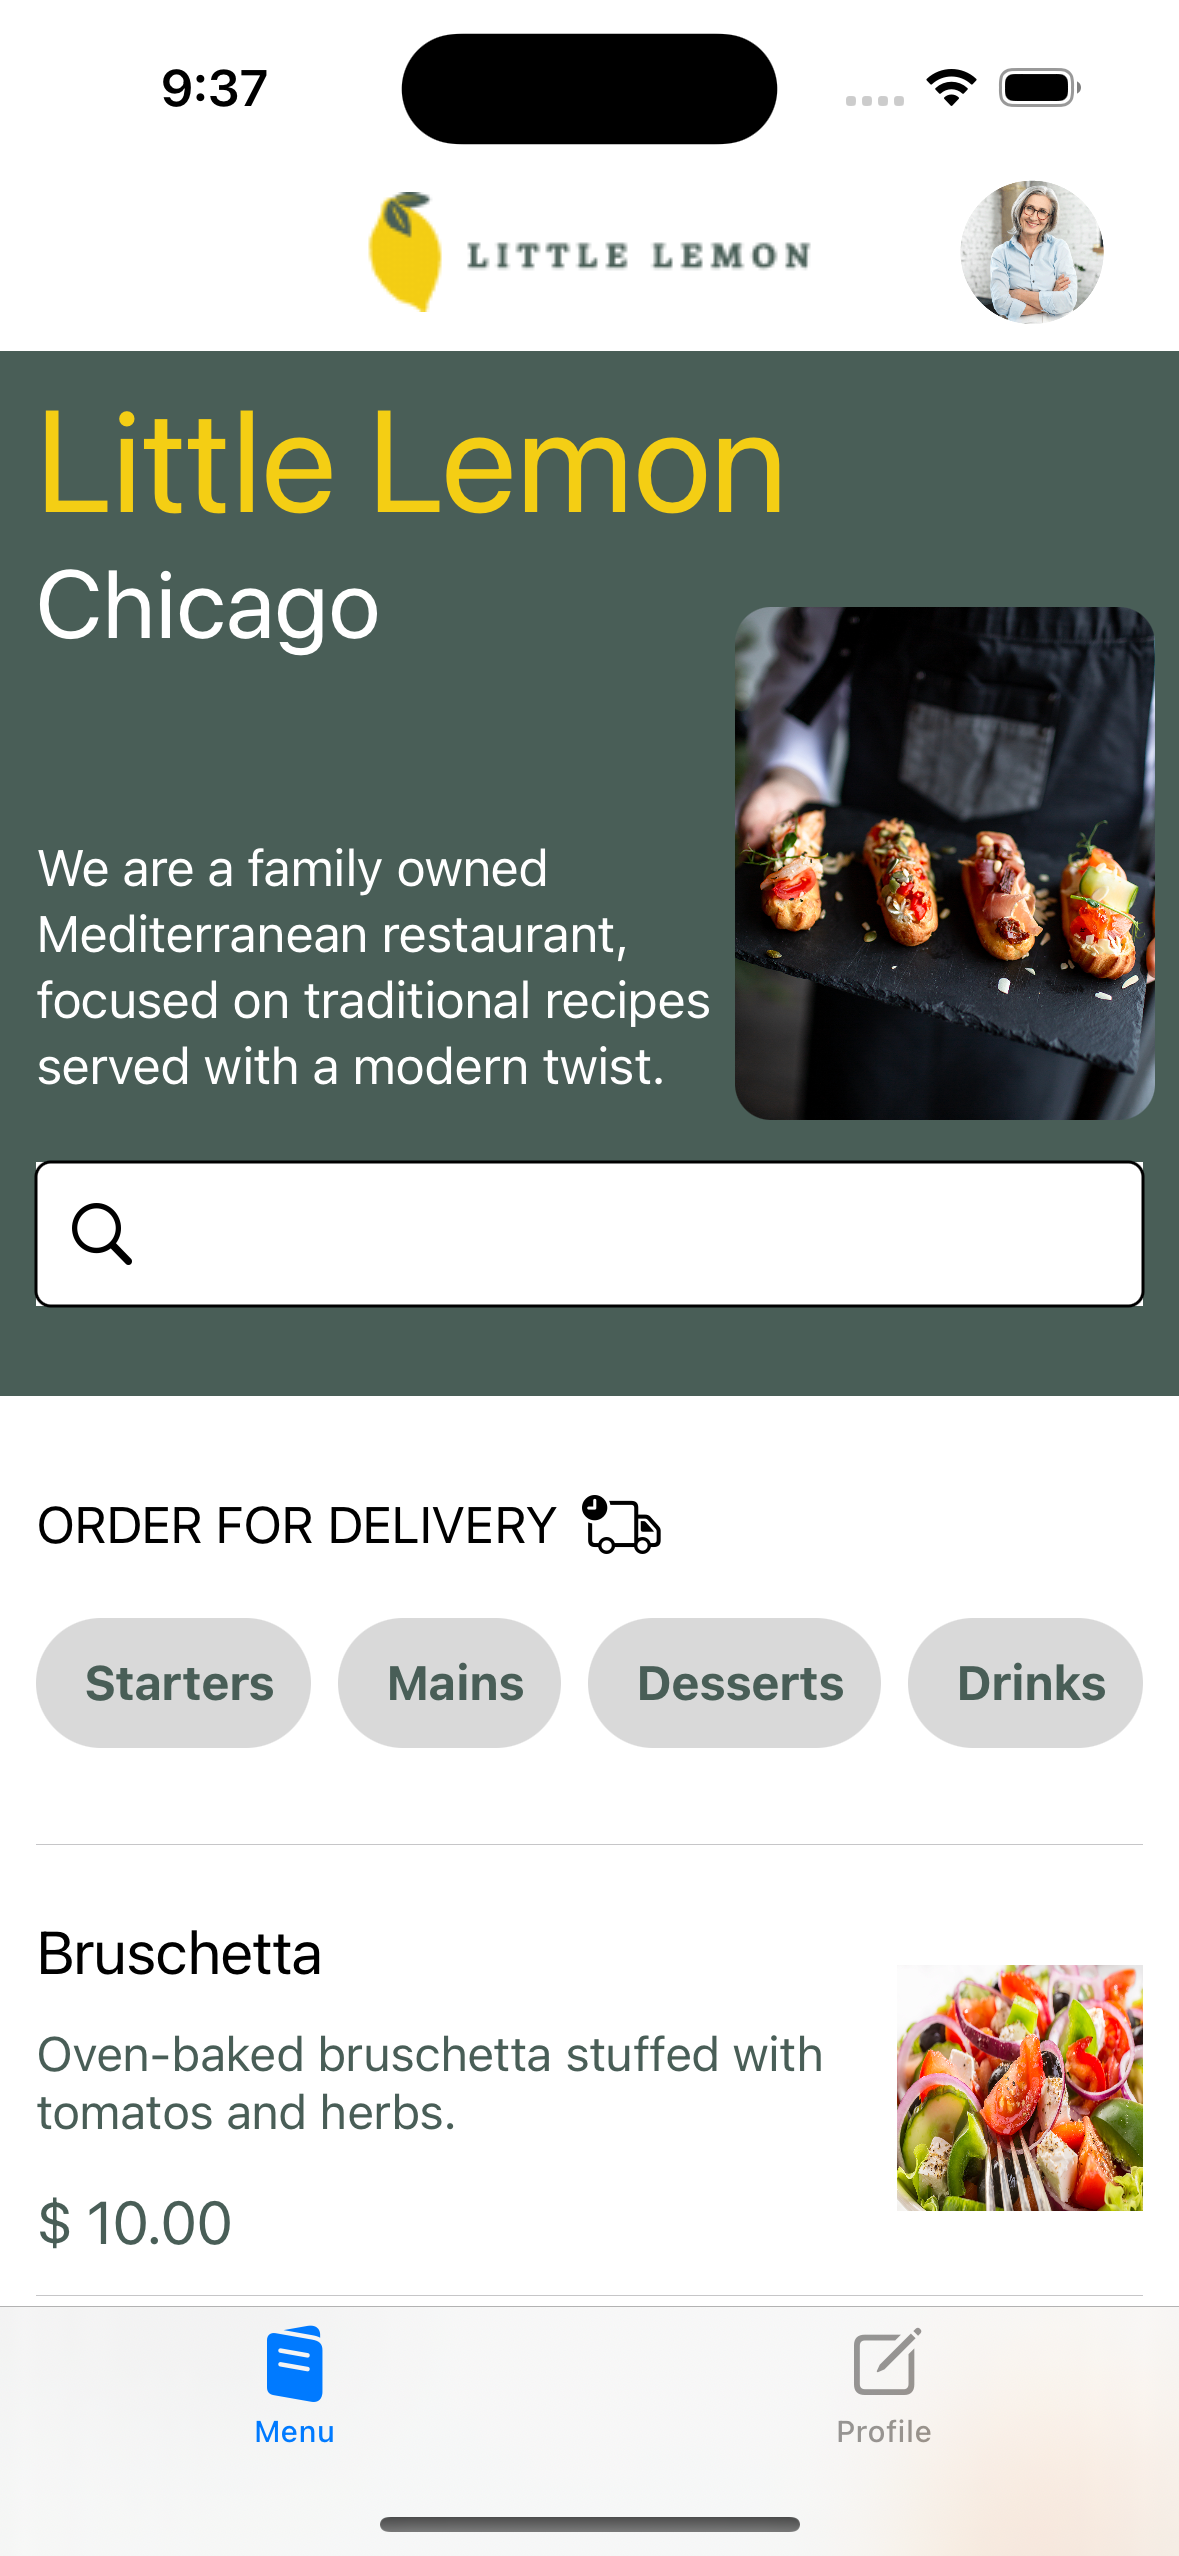 9:37
LITTLE LEMON
Little Lemon
Chicago
We are a family owned
Mediterranean restaurant,
focused on traditional recipes
served with a modern twist.
ORDER FOR DELIVERY
Starters
Mains
Desserts
Drinks
Bruschetta
Oven-baked bruschetta stuffed with
tomatos and herbs.
$ 10.00
Menu
Profile